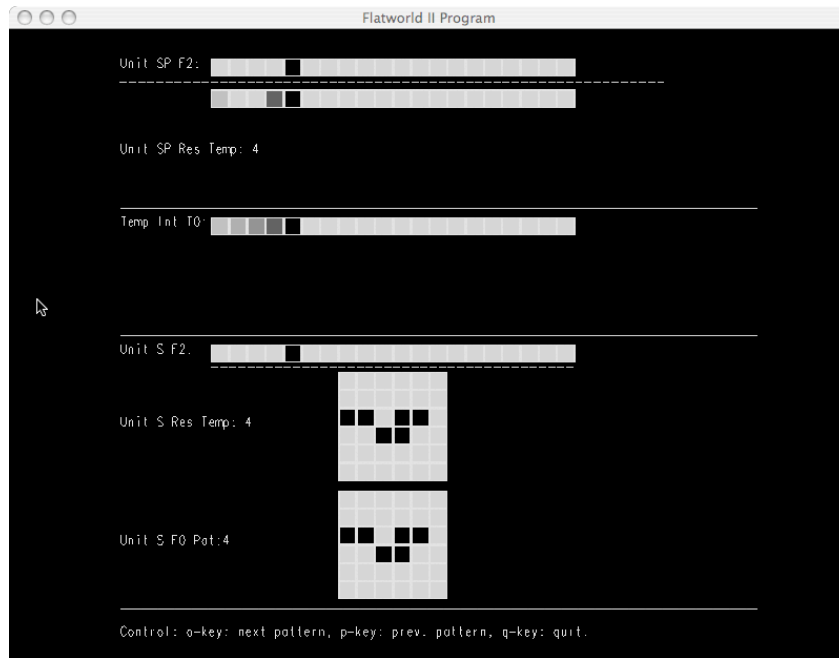 Flatworld II Program
Unit SP F2:
Unit SP Res Temp: 4
Temp Int T0:
Unit S F2:
Unit S Res Temp: 4
Unit S F0 Pat:4
Control: o-key: next pattern, p-key: prev. pattern, q-key: quit.